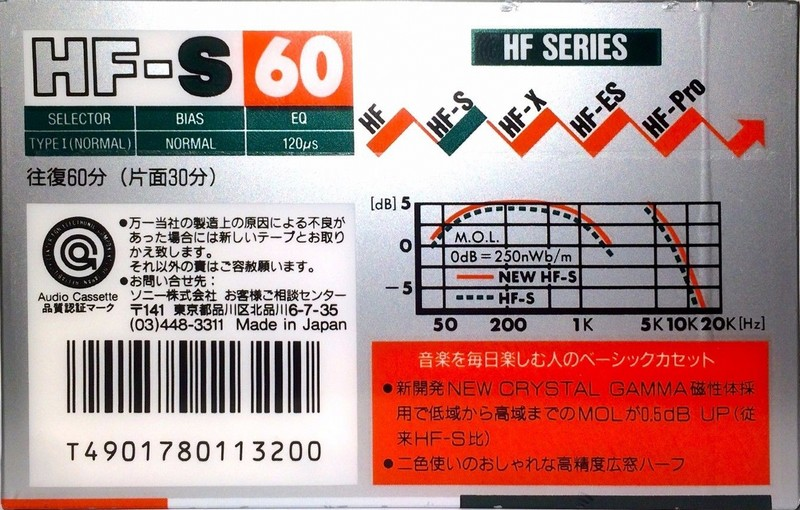 HF-S 60
SELECTOR BIAS EQ
TYPE I (NORMAL) NORMAL 120μs
往復60分（片面30分）
HF SERIES
HF HF-S HF-X HF-ES HF-Pro
●万一当社の製造上の原因による不良が
あった場合には新しいテープとお取り
かえ致します。
それ以外の責はご容赦願います。
●お問い合せ先：
ソニー株式会社 お客様ご相談センター
〒141 東京都品川区北品川6-7-35
(03)448-3311 Made in Japan
Audio Cassette
品質認証マーク
T4901780113200
[dB] 5
0
-5
M.O.L.
0dB=250nWb/m
NEW HF-S
HF-S
50 200 1K 5K 10K 20K [Hz]
音楽を毎日楽しむ人のベーシックカセット
●新開発NEW CRYSTAL GAMMA磁性体採
用で低域から高域までのMOLが0.5dB UP(従
来HF-S比)
●二色使いのおしゃれな高精度広窓ハーフ